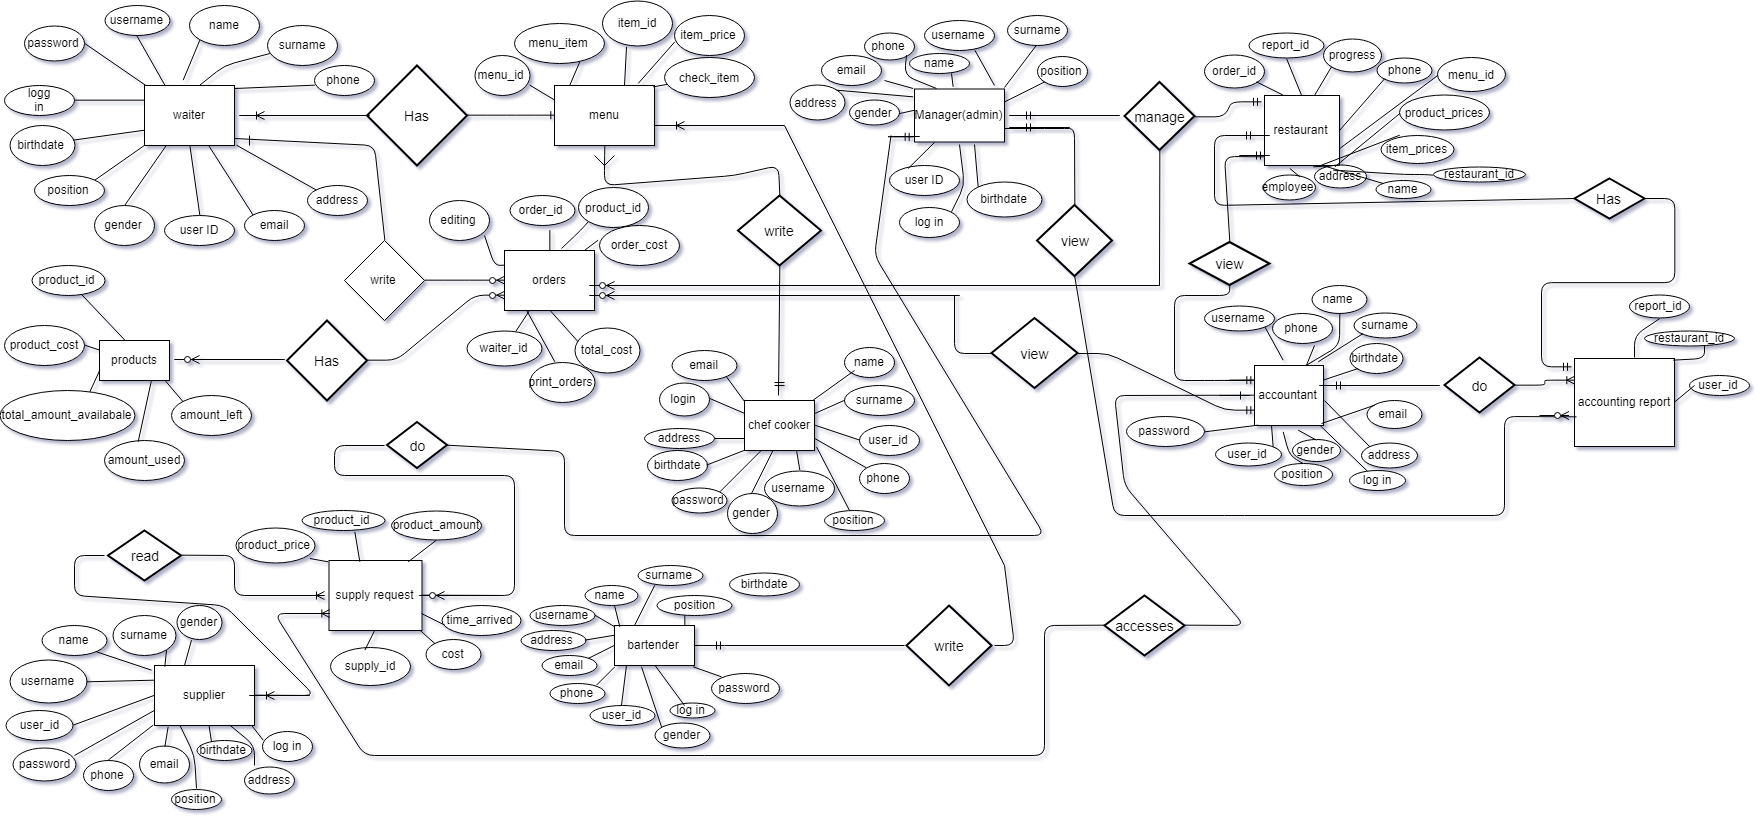 waiter
username
name
surname
password
phone
logg
in
birthdate
position
gender
user ID
email
address
Has
menu
menu_id
menu_item
item_id
item_price
check_item
write
orders
editing
order_id
product_id
order_cost
waiter_id
print_orders
total_cost
write
products
product_id
product_cost
total_amount_availabale
amount_used
amount_left
Has
Manager(admin)
phone
username
surname
name
email
position
address
gender
user ID
log in
birthdate
manage
view
restaurant
report_id
progress
order_id
phone
menu_id
product_prices
item_prices
restaurant_id
address
name
employee
Has
view
view
accountant
name
username
phone
surname
birthdate
email
password
address
gender
user_id
position
log in
do
accounting report
report_id
restaurant_id
user_id
chef cooker
email
name
login
surname
address
user_id
birthdate
phone
password
username
gender
position
do
read
supply request
product_id
product_amount
product_price
time_arrived
cost
supply_id
supplier
gender
surname
name
username
user_id
password
phone
email
birthdate
log in
address
position
bartender
surname
birthdate
name
position
username
address
email
phone
user_id
log in
password
gender
write
accesses